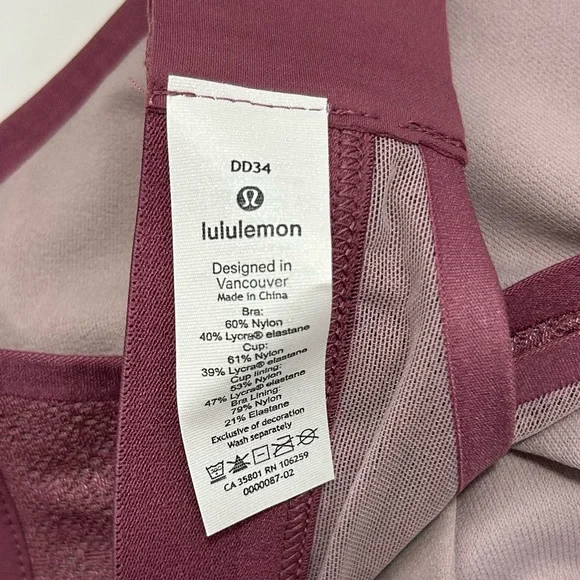 DD34
lululemon
Designed in
Vancouver
Made in China
Bra:
60% Nylon
40% Lycra® elastane
Cup:
61% Nylon
39% Lycra® elastane
Cup lining:
53% Nylon
47% Lycra® elastane
Bra Lining:
79% Nylon
21% Elastane
Exclusive of decoration
Wash separately
CA 35801 RN 106259
0000087-02